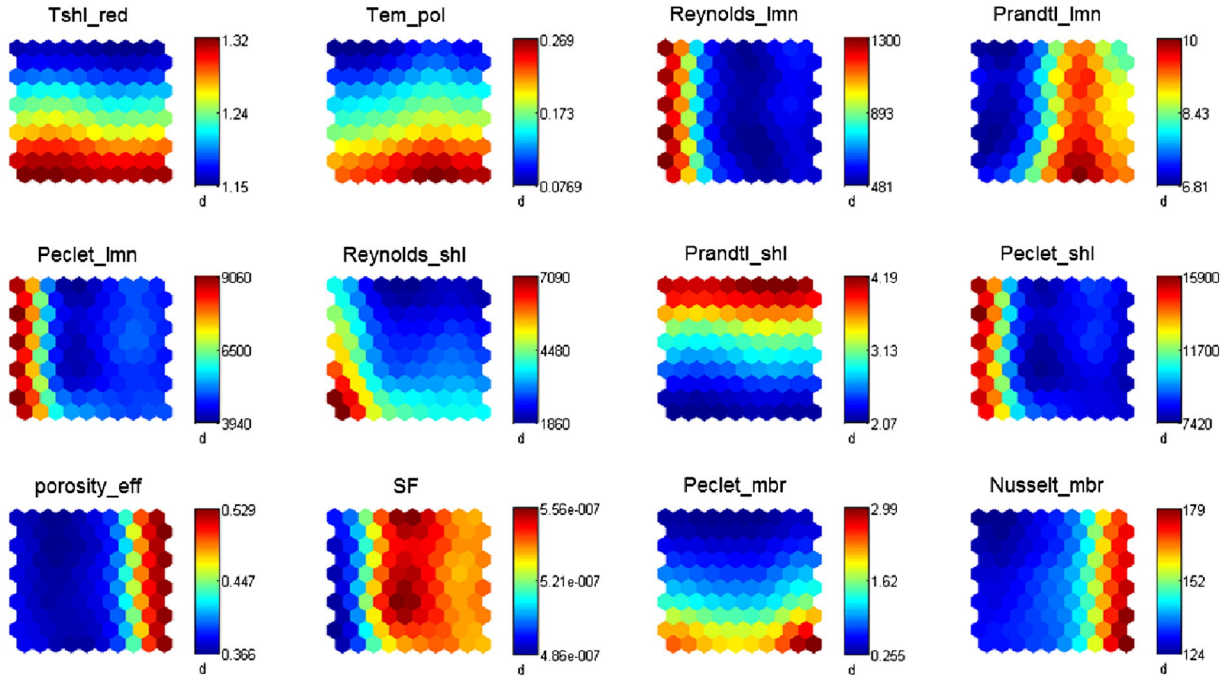 Tshl_red
1.32
1.24
1.15
d
Tem_pol
0.269
0.173
0.0769
d
Reynolds_lmn
1300
893
481
d
Prandtl_lmn
10
8.43
6.81
d
Peclet_lmn
9060
6500
3940
d
Reynolds_shl
7090
4480
1860
d
Prandtl_shl
4.19
3.13
2.07
d
Peclet_shl
15900
11700
7420
d
porosity_eff
0.529
0.447
0.366
d
SF
5.56e-007
5.21e-007
4.86e-007
d
Peclet_mbr
2.99
1.62
0.255
d
Nusselt_mbr
179
152
124
d